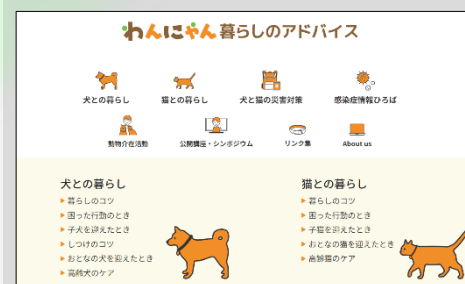 わんにゃん 暮らしのアドバイス
犬との暮らし 猫との暮らし 犬と猫の災害対策 感染症情報ひろば
動物介在活動 公開講座・シンポジウム リンク集 About us
犬との暮らし
暮らしのコツ
困った行動のとき
子犬を迎えたとき
しつけのコツ
おとなの犬を迎えたとき
高齢犬のケア
猫との暮らし
暮らしのコツ
困った行動のとき
子猫を迎えたとき
おとなの猫を迎えたとき
高齢猫のケア